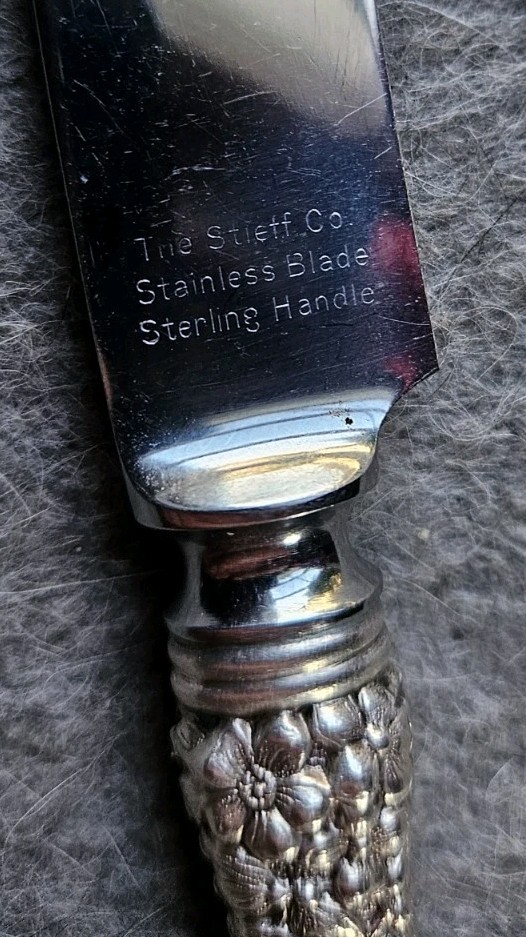 The Stieff Co.
Stainless Blade
Sterling Handle